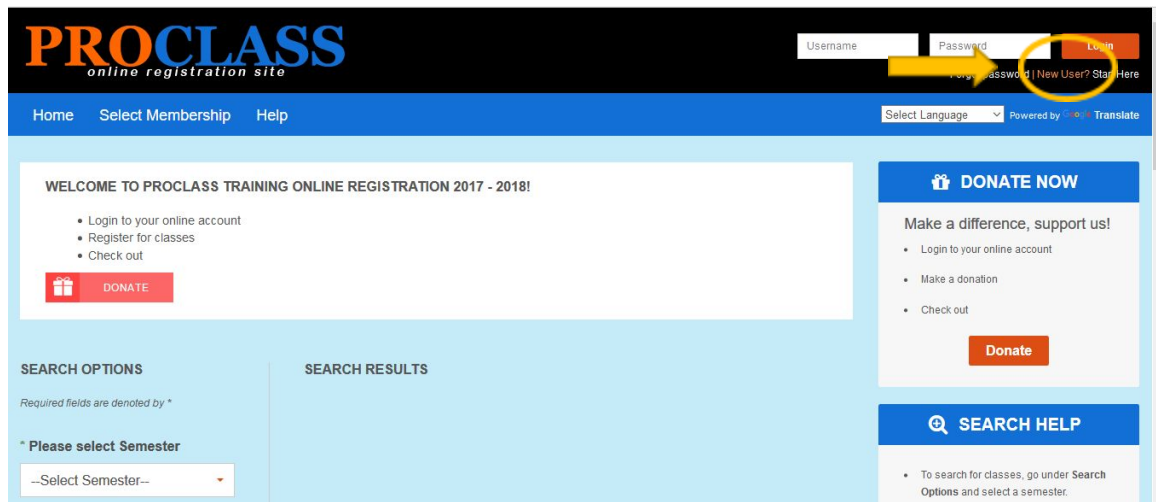 PROCLASS
online registration site
Username
Password
Login
Forgot Password | New User? Start Here
Home
Select Membership
Help
Select Language
Powered by Google Translate
WELCOME TO PROCLASS TRAINING ONLINE REGISTRATION 2017 - 2018!
• Login to your online account
• Register for classes
• Check out
DONATE
SEARCH OPTIONS
Required fields are denoted by *
* Please select Semester
--Select Semester--
SEARCH RESULTS
DONATE NOW
Make a difference, support us!
• Login to your online account
• Make a donation
• Check out
Donate
SEARCH HELP
• To search for classes, go under Search
Options and select a semester.